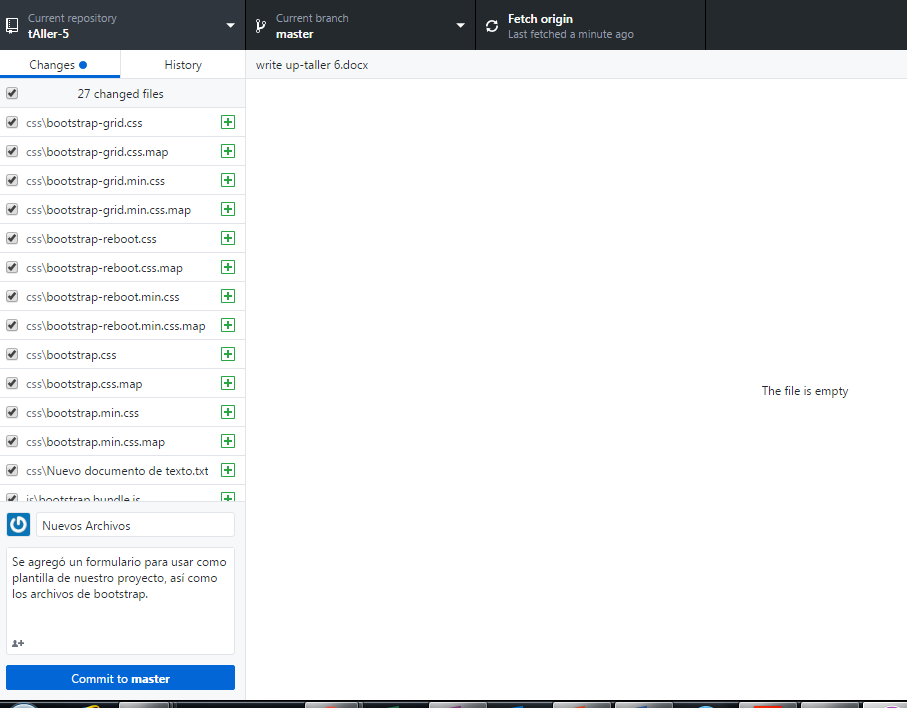 Current repository
tAller-5
Current branch
master
Fetch origin
Last fetched a minute ago
Changes
History
write up-taller 6.docx
27 changed files
css\bootstrap-grid.css
css\bootstrap-grid.css.map
css\bootstrap-grid.min.css
css\bootstrap-grid.min.css.map
css\bootstrap-reboot.css
css\bootstrap-reboot.css.map
css\bootstrap-reboot.min.css
css\bootstrap-reboot.min.css.map
css\bootstrap.css
css\bootstrap.css.map
css\bootstrap.min.css
css\bootstrap.min.css.map
css\Nuevo documento de texto.txt
js\bootstrap.bundle.js
The file is empty
Nuevos Archivos
Se agregó un formulario para usar como
plantilla de nuestro proyecto, así como
los archivos de bootstrap.
Commit to master